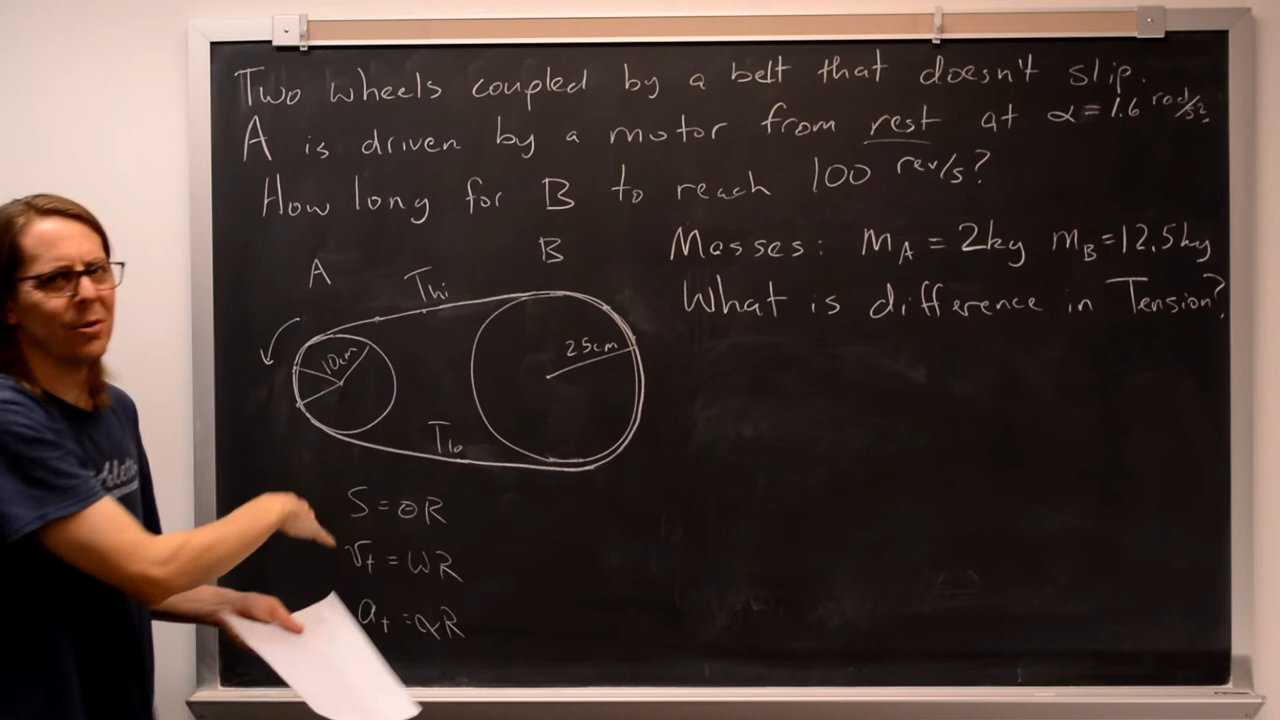 Two wheels coupled by a belt that doesn't slip.
A is driven by a motor from rest at α = 1.6 rad/s².
How long for B to reach 100 rev/s?
Masses: m_A = 2kg m_B = 12.5kg
What is difference in Tension?
A
B
T_hi
10cm
25cm
T_lo
S = θR
v_t = ωR
a_t = αR